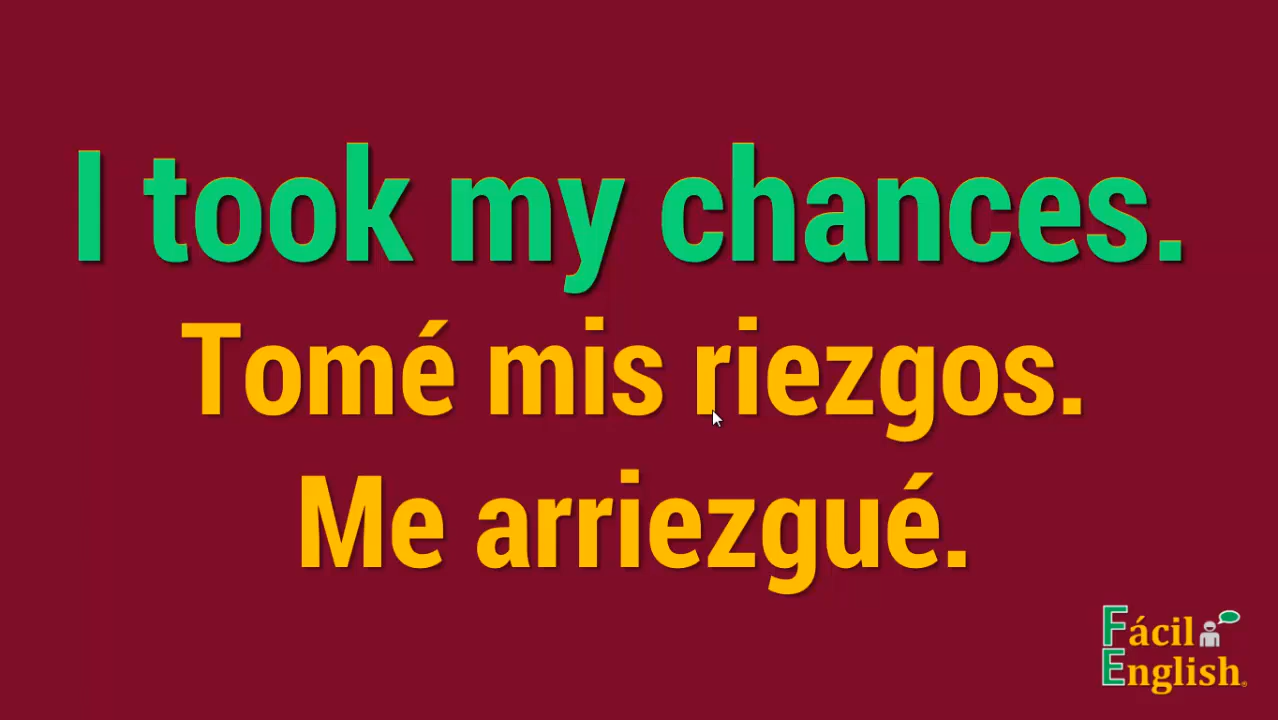 I took my chances.
Tomé mis riezgos.
Me arriezgué.
Fácil
English®